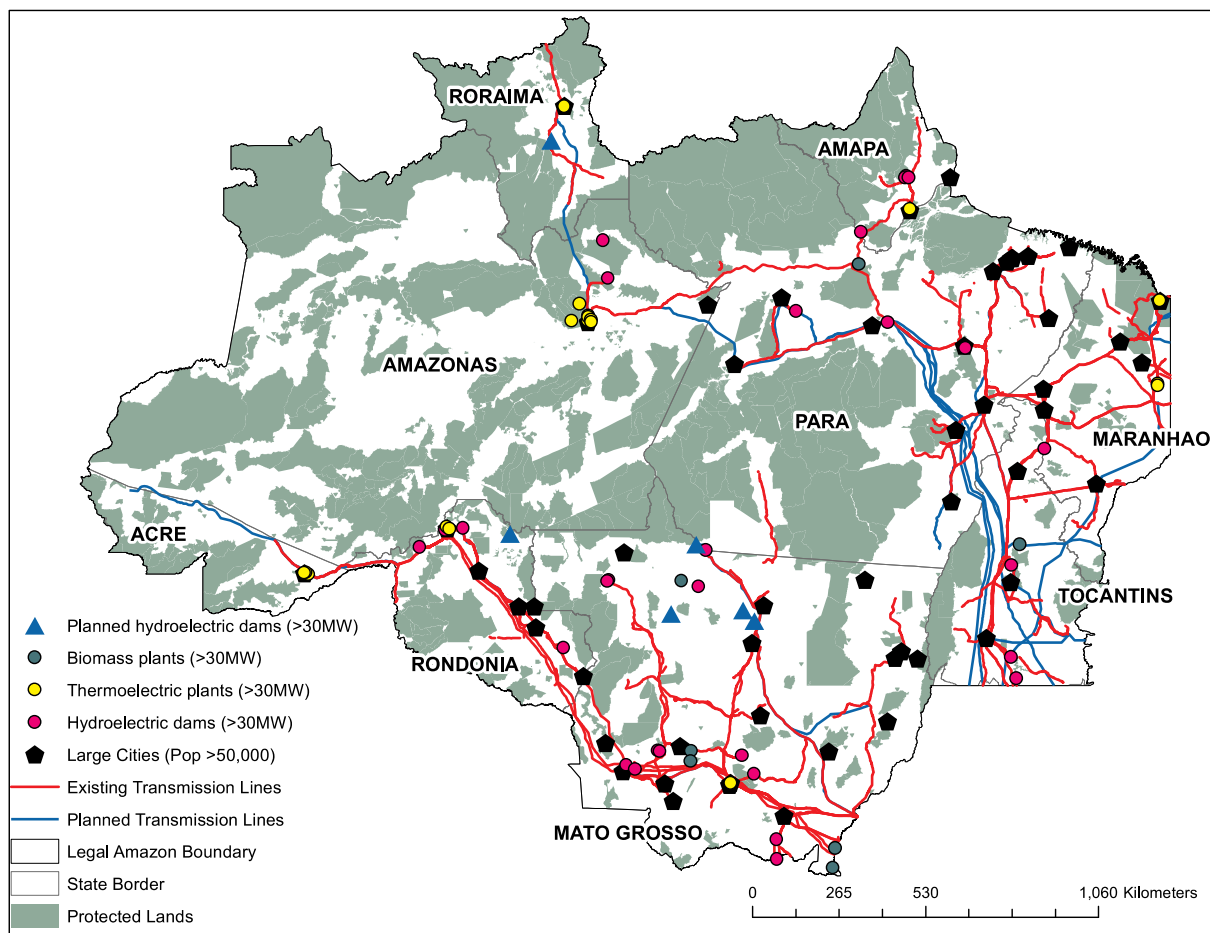 RORAIMA
AMAPA
AMAZONAS
PARA
MARANHAO
ACRE
TOCANTINS
RONDONIA
MATO GROSSO
Planned hydroelectric dams (>30MW)
Biomass plants (>30MW)
Thermoelectric plants (>30MW)
Hydroelectric dams (>30MW)
Large Cities (Pop >50,000)
Existing Transmission Lines
Planned Transmission Lines
Legal Amazon Boundary
State Border
Protected Lands
0 265 530 1,060 Kilometers